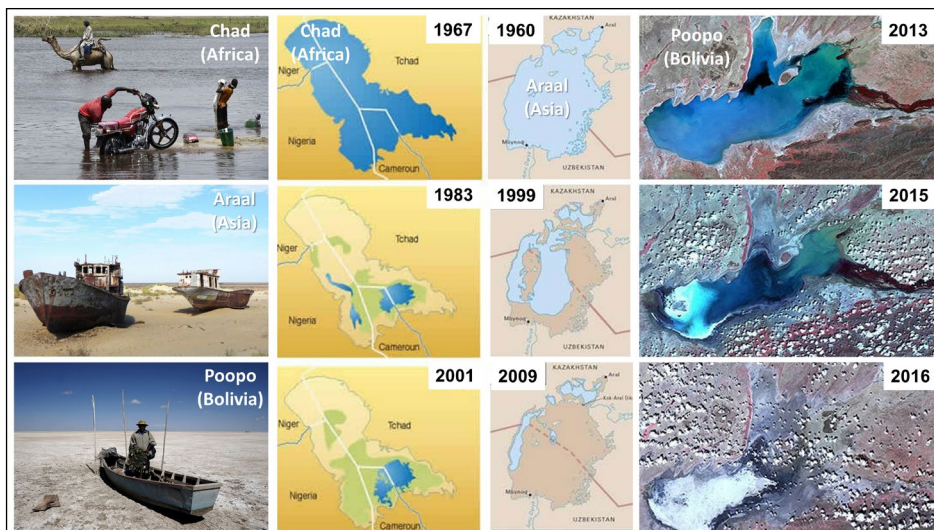 Chad
(Africa)
Chad
(Africa)
1967
Niger
Tchad
Nigeria
Cameroun
1960
KAZAKHSTAN
Aral
Araal
(Asia)
UZBEKISTAN
Poopo
(Bolivia)
2013
Araal
(Asia)
1983
Niger
Tchad
Nigeria
Cameroun
1999
KAZAKHSTAN
Aral
UZBEKISTAN
2015
Poopo
(Bolivia)
2001
Niger
Tchad
Nigeria
Cameroun
2009
KAZAKHSTAN
Aral
UZBEKISTAN
2016